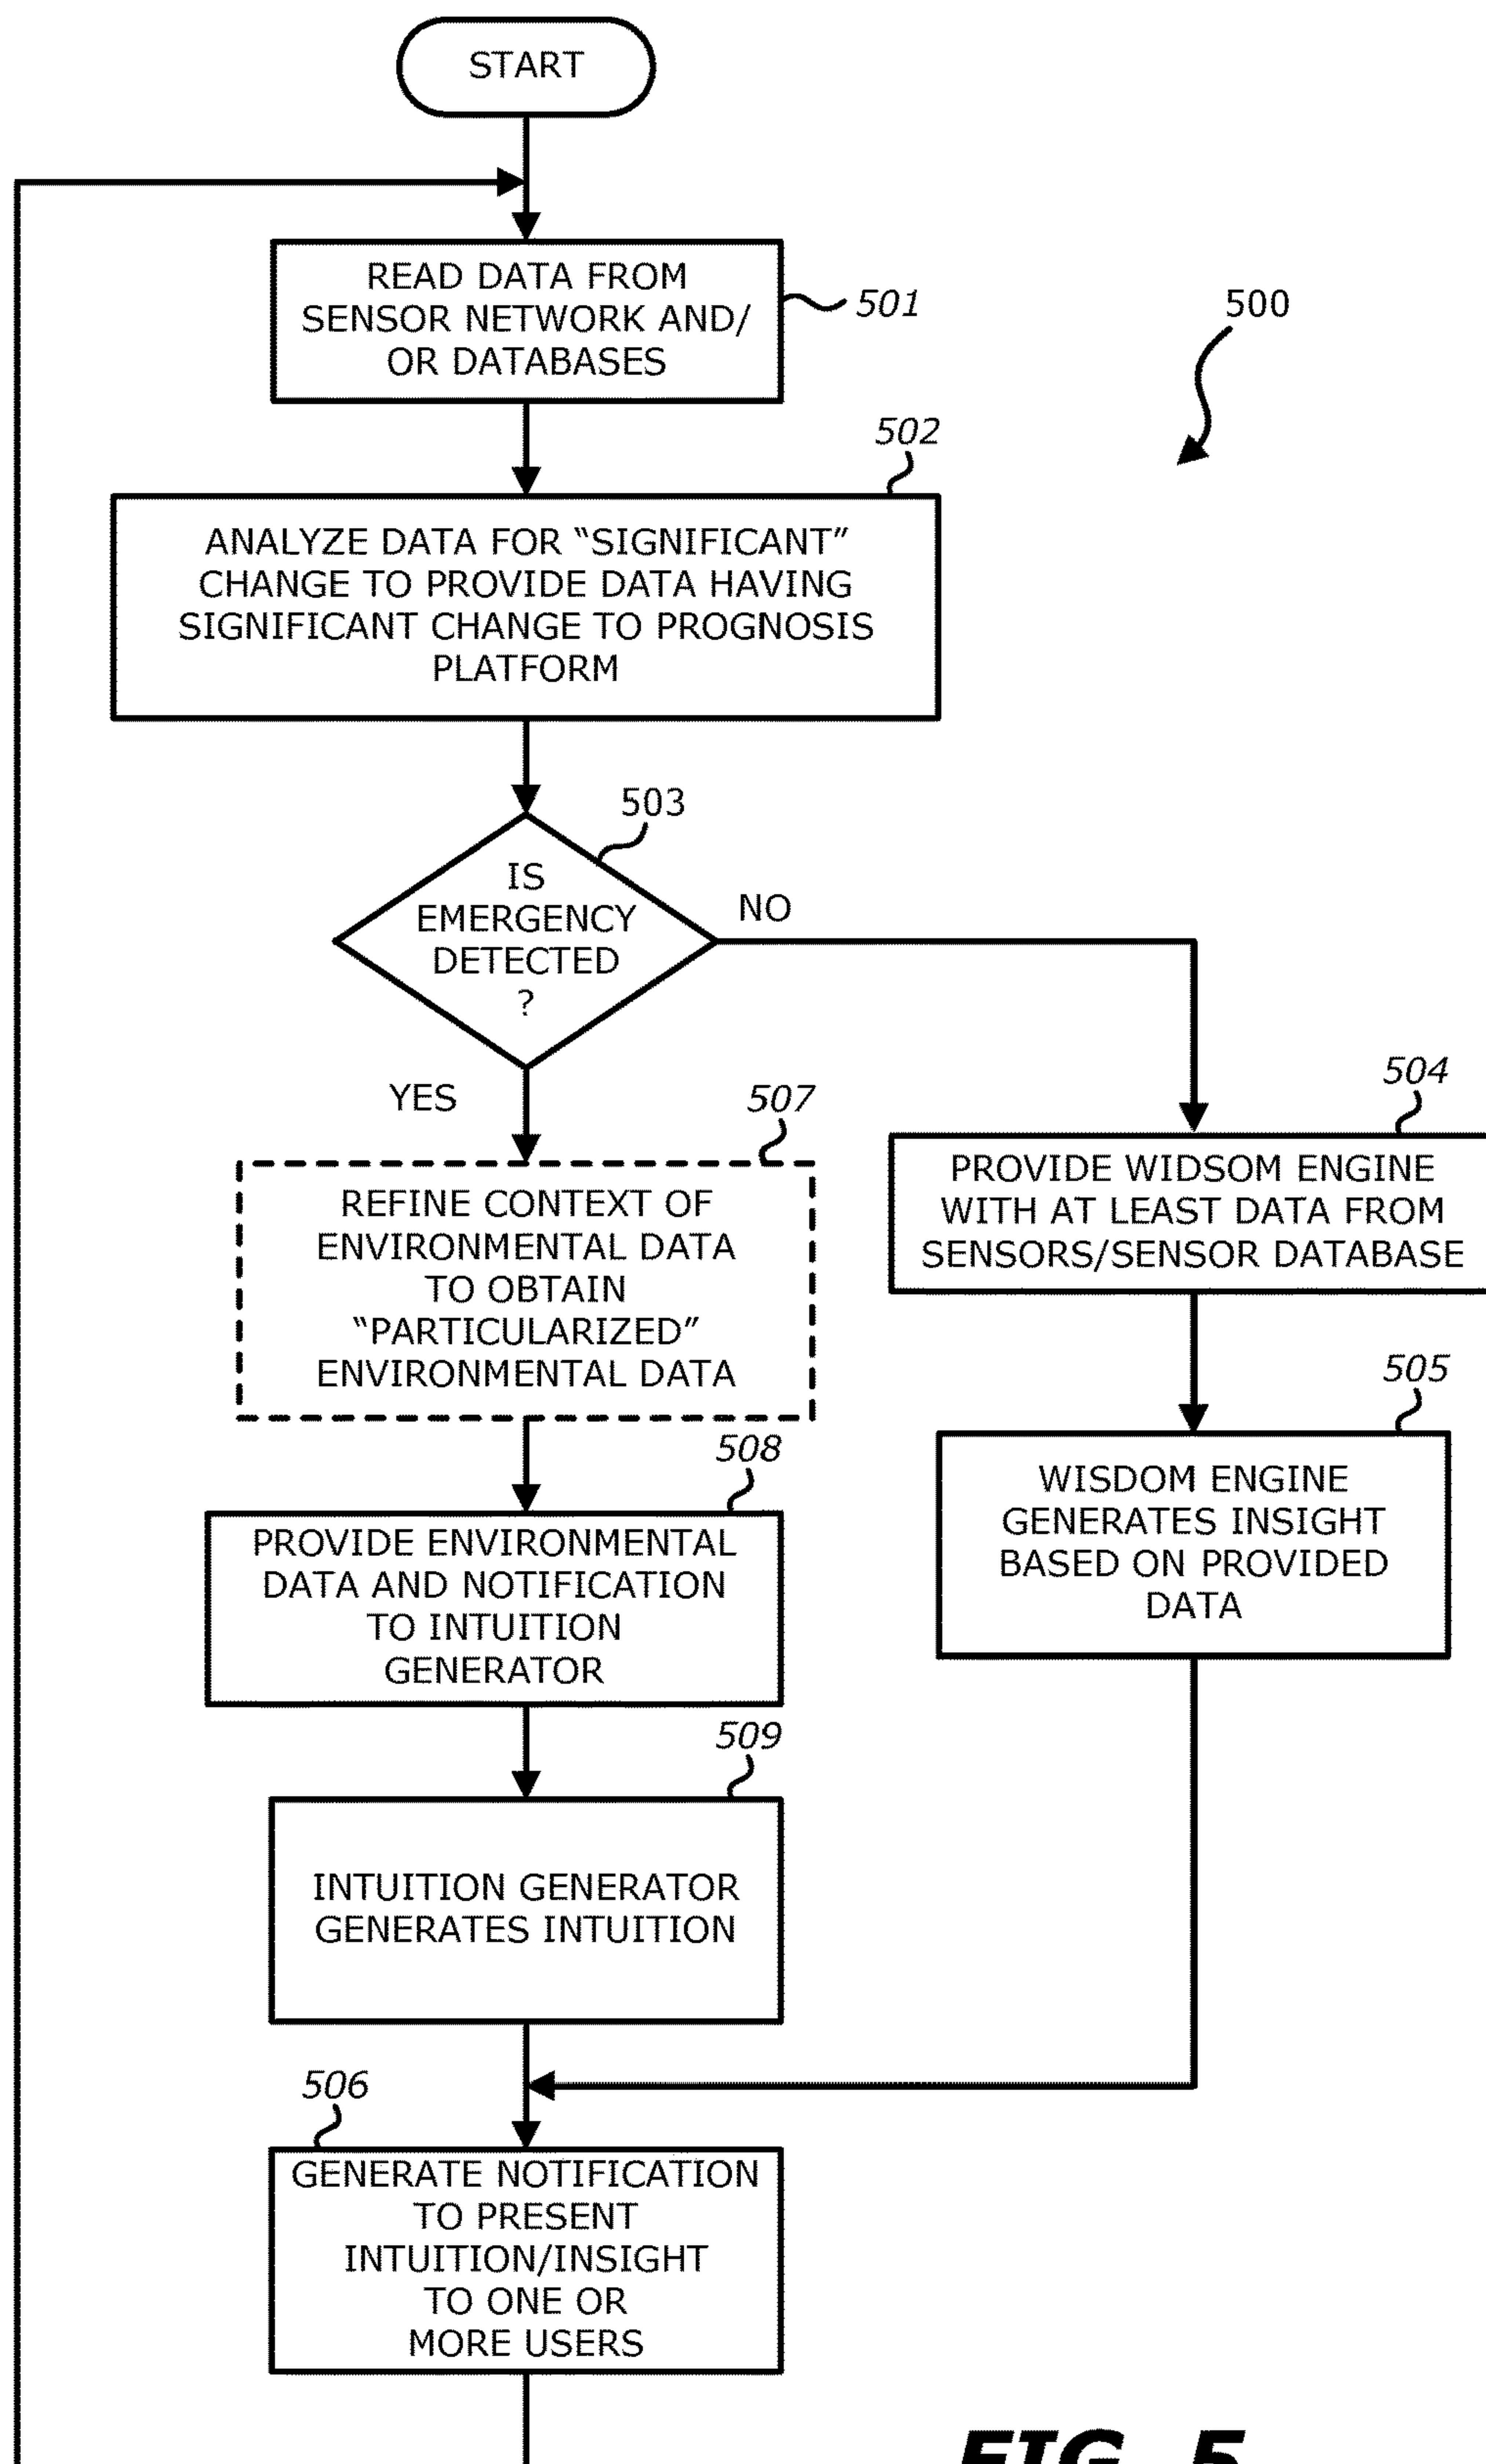 START
READ DATA FROM
SENSOR NETWORK AND/
OR DATABASES
501
500
502
ANALYZE DATA FOR “SIGNIFICANT”
CHANGE TO PROVIDE DATA HAVING
SIGNIFICANT CHANGE TO PROGNOSIS
PLATFORM
503
IS
EMERGENCY
DETECTED
?
NO
YES
507
REFINE CONTEXT OF
ENVIRONMENTAL DATA
TO OBTAIN
“PARTICULARIZED”
ENVIRONMENTAL DATA
504
PROVIDE WIDSOM ENGINE
WITH AT LEAST DATA FROM
SENSORS/SENSOR DATABASE
505
WISDOM ENGINE
GENERATES INSIGHT
BASED ON PROVIDED
DATA
508
PROVIDE ENVIRONMENTAL
DATA AND NOTIFICATION
TO INTUITION
GENERATOR
509
INTUITION GENERATOR
GENERATES INTUITION
506
GENERATE NOTIFICATION
TO PRESENT
INTUITION/INSIGHT
TO ONE OR
MORE USERS
FIG. 5